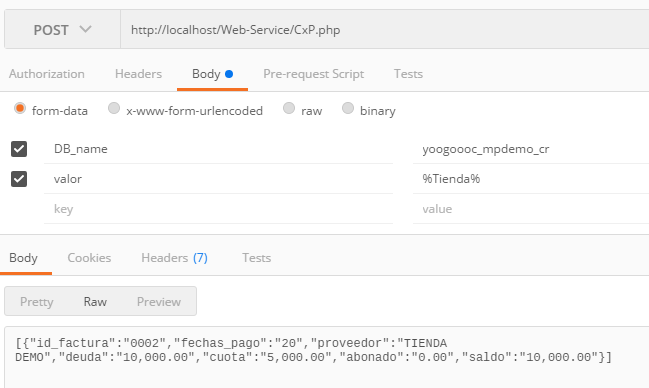 POST http://localhost/Web-Service/CxP.php
Authorization Headers Body Pre-request Script Tests
form-data x-www-form-urlencoded raw binary
DB_name yoogoooc_mpdemo_cr
valor %Tienda%
key value
Body Cookies Headers (7) Tests
Pretty Raw Preview
[{"id_factura":"0002","fechas_pago":"20","proveedor":"TIENDA
DEMO","deuda":"10,000.00","cuota":"5,000.00","abonado":"0.00","saldo":"10,000.00"}]